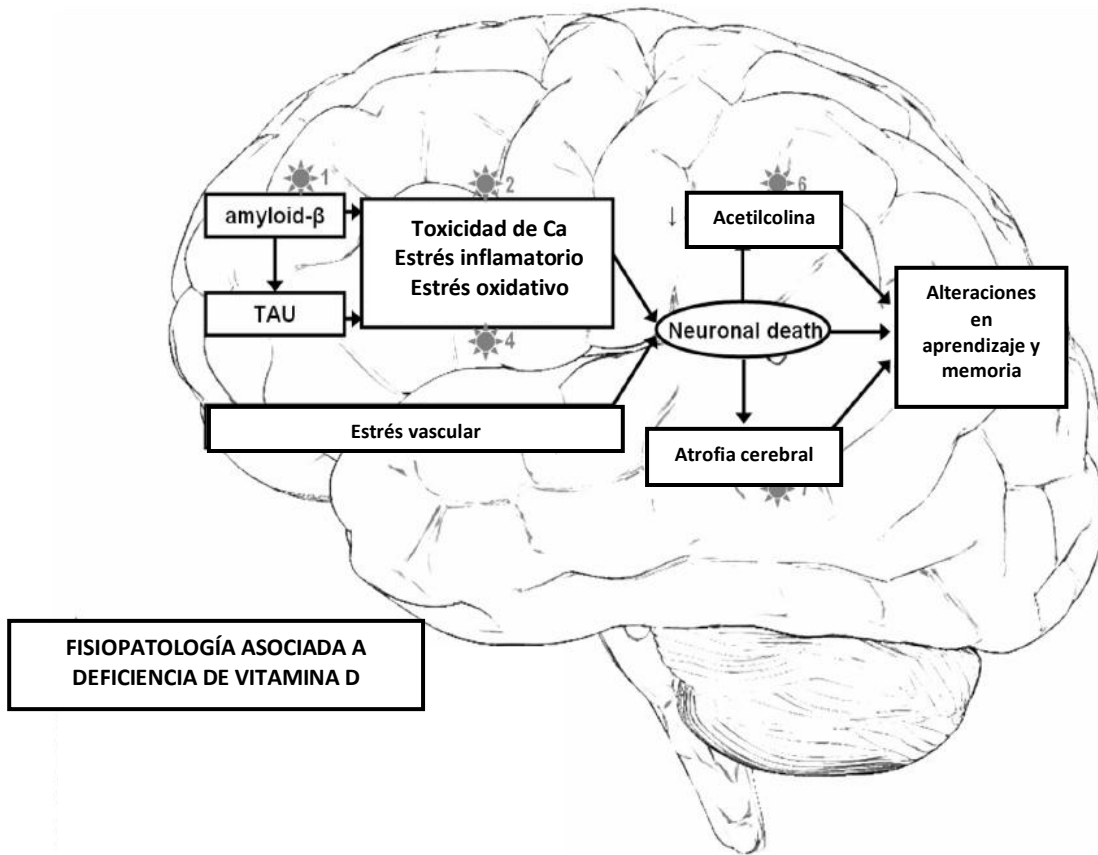 1
2
6
amyloid-β
Toxicidad de Ca
Estrés inflamatorio
Estrés oxidativo
↓
Acetilcolina
TAU
Neuronal death
Alteraciones
en
aprendizaje y
memoria
4
Estrés vascular
Atrofia cerebral
FISIOPATOLOGÍA ASOCIADA A
DEFICIENCIA DE VITAMINA D